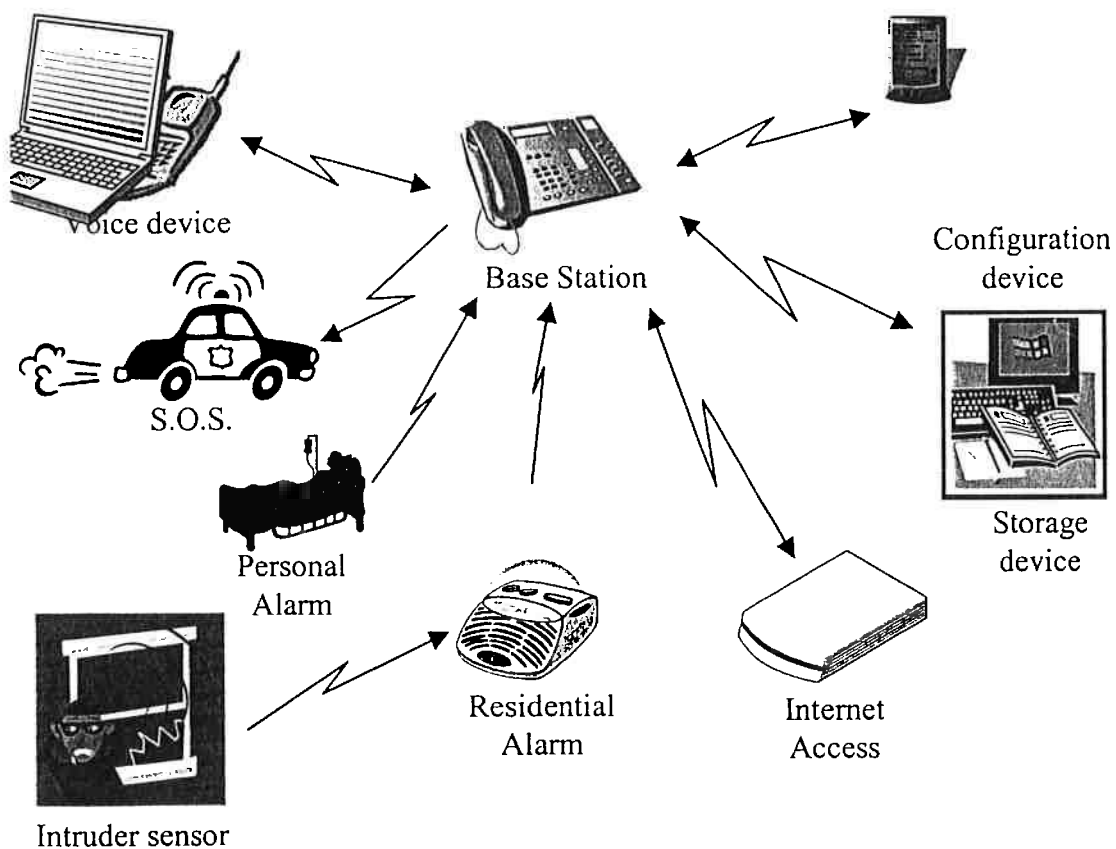 Voice device
Base Station
Configuration
device
S.O.S.
Personal
Alarm
Storage
device
Residential
Alarm
Internet
Access
Intruder sensor